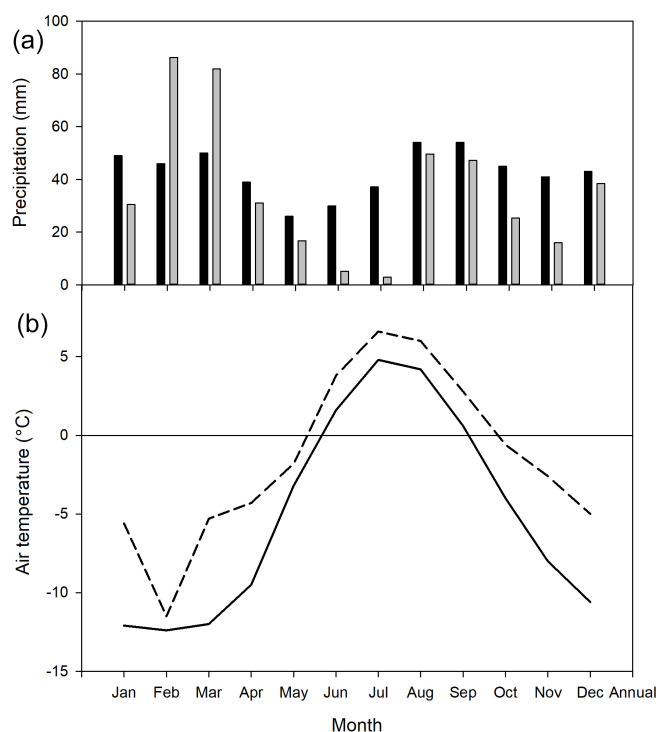 (a)
Precipitation (mm)
100
80
60
40
20
0
(b)
Air temperature (°C)
5
0
-5
-10
-15
Jan Feb Mar Apr May Jun Jul Aug Sep Oct Nov Dec Annual
Month